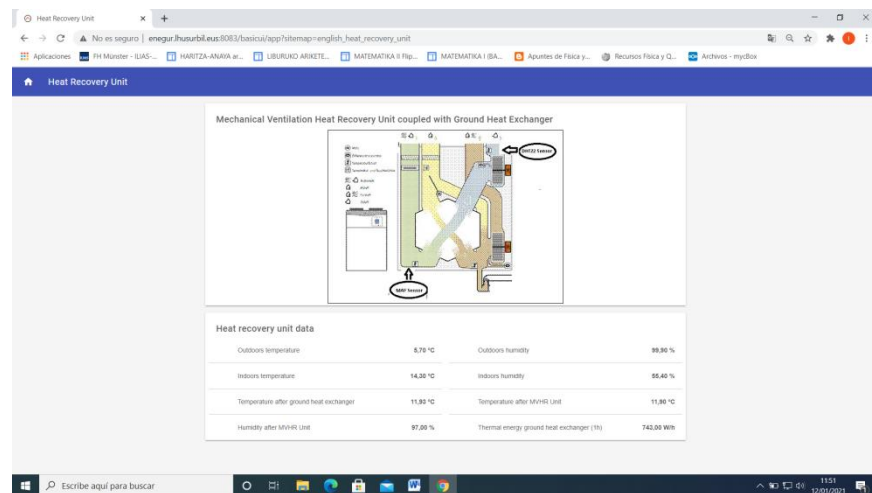 Heat Recovery Unit
No es seguro | enegur.lhusurbil.eus:8083/basicui/app?sitemap=english_heat_recovery_unit
Aplicaciones FH Münster - ILIAS-... HARITZA-ANAYA ar... LIBURUKO ARIKETE... MATEMATIKA II Flip... MATEMATIKA I (BA... Apuntes de Física y... Recursos Física y Q... Archivos - mycBox
Heat Recovery Unit
Mechanical Ventilation Heat Recovery Unit coupled with Ground Heat Exchanger
DHT22 Sensor
Heat recovery unit data
Outdoors temperature 5,70 °C Outdoors humidity 99,90 %
Indoors temperature 14,30 °C Indoors humidity 55,40 %
Temperature after ground heat exchanger 11,93 °C Temperature after MVHR Unit 11,90 °C
Humidity after MVHR Unit 97,00 % Thermal energy ground heat exchanger (1h) 742,00 W/h
Escribe aquí para buscar
11:51
12/01/2021